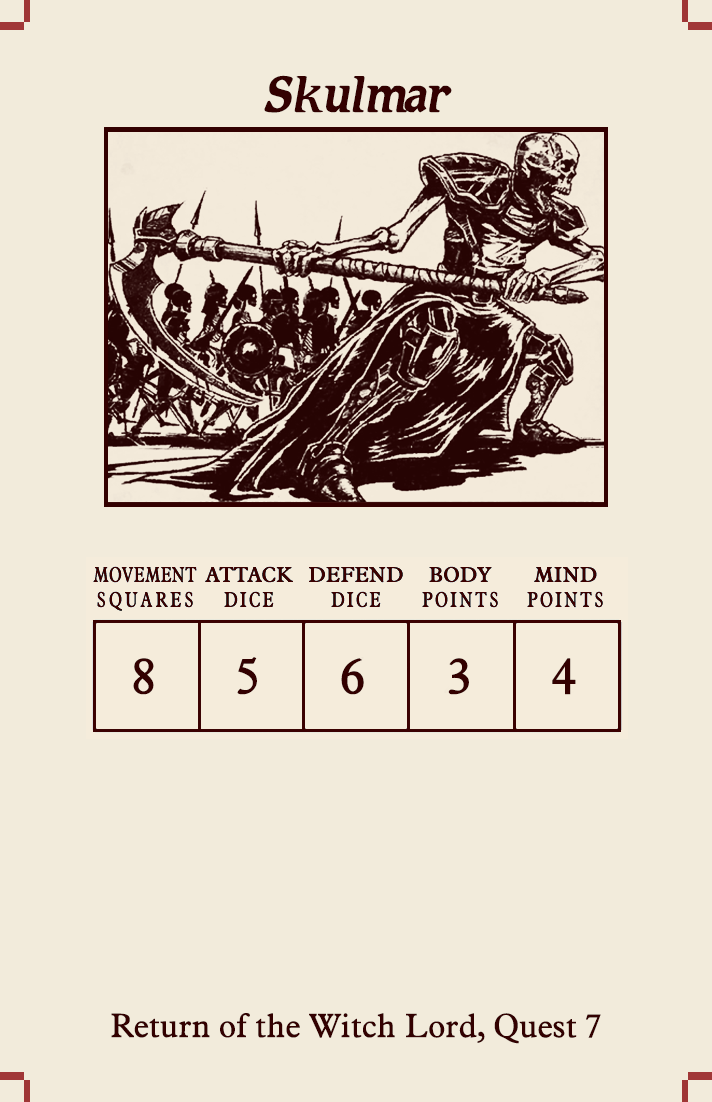 Skulmar
MOVEMENT ATTACK DEFEND BODY MIND
SQUARES DICE DICE POINTS POINTS
8 5 6 3 4
Return of the Witch Lord, Quest 7